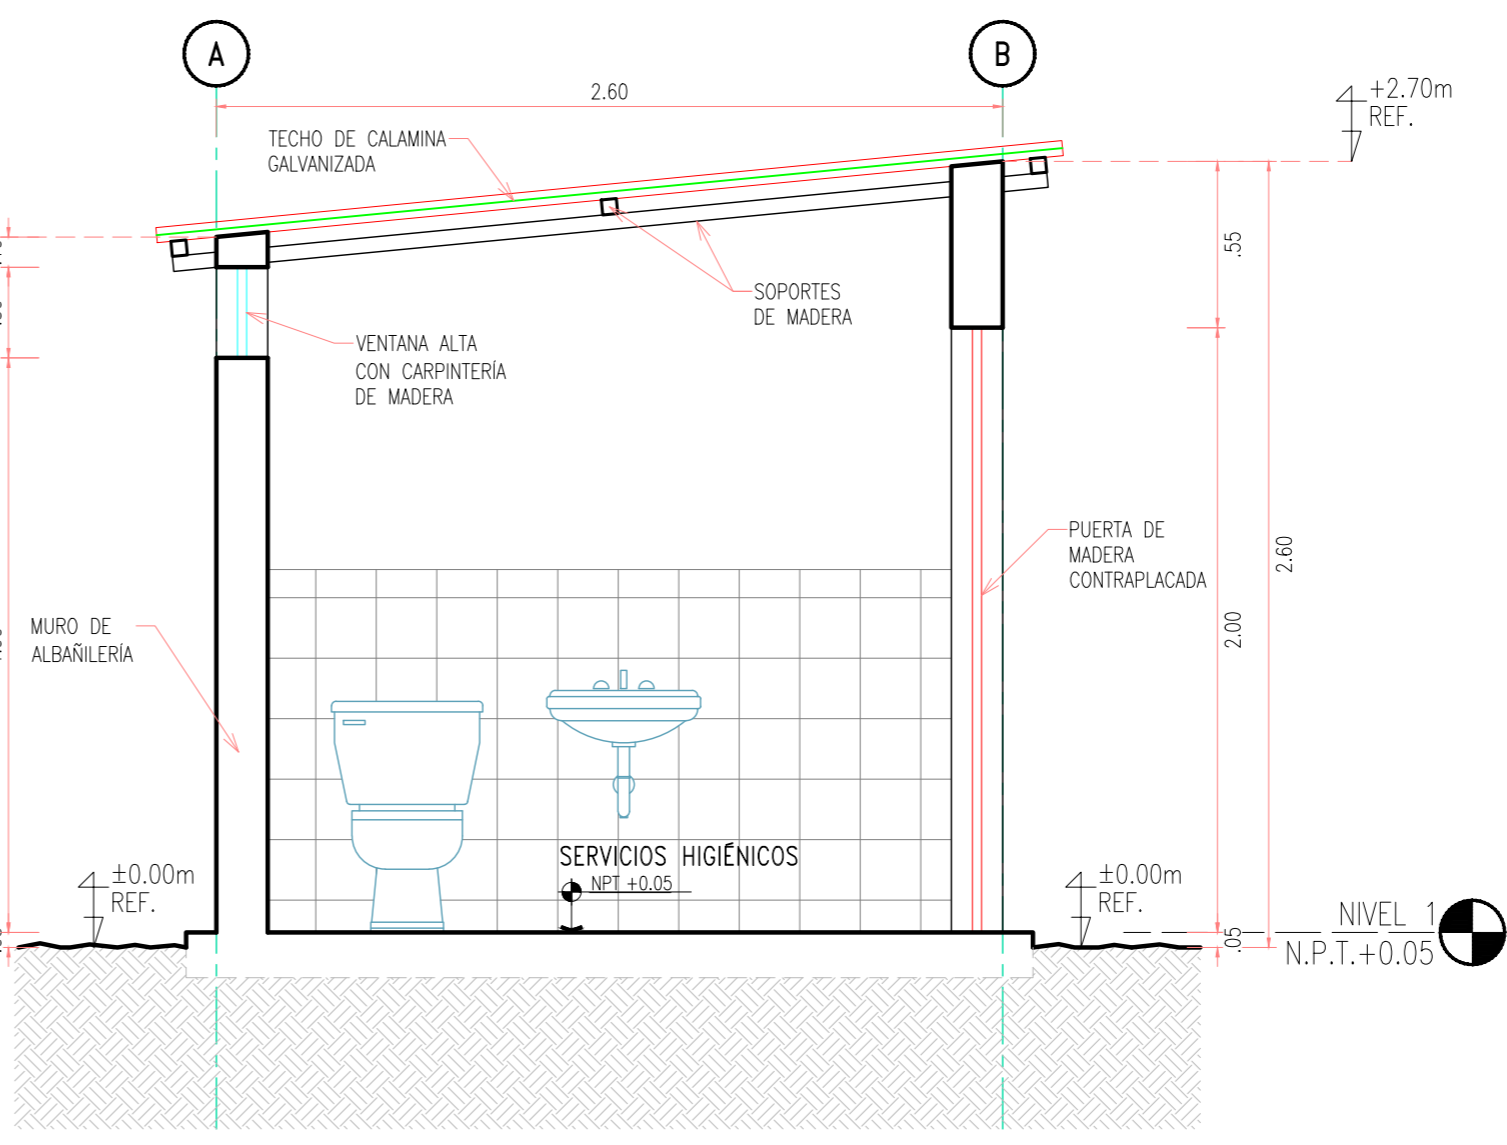 A
B
2.60
+2.70m
REF.
TECHO DE CALAMINA
GALVANIZADA
.55
SOPORTES
DE MADERA
VENTANA ALTA
CON CARPINTERÍA
DE MADERA
PUERTA DE
MADERA
CONTRAPLACADA
2.60
2.00
MURO DE
ALBAÑILERÍA
SERVICIOS HIGIÉNICOS
NPT +0.05
±0.00m
REF.
±0.00m
REF.
NIVEL 1
N.P.T.+0.05
.05